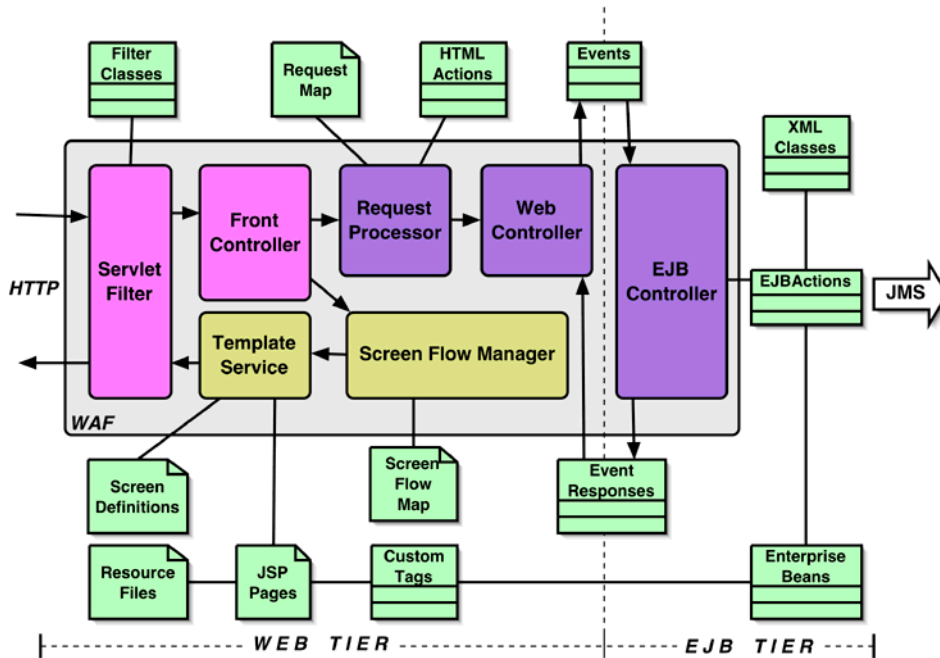 Filter
Classes
Request
Map
HTML
Actions
Events
XML
Classes
HTTP
Servlet
Filter
Front
Controller
Request
Processor
Web
Controller
EJB
Controller
EJBActions
JMS
Template
Service
Screen Flow Manager
WAF
Screen
Definitions
Screen
Flow
Map
Event
Responses
Resource
Files
JSP
Pages
Custom
Tags
Enterprise
Beans
WEB TIER
EJB TIER